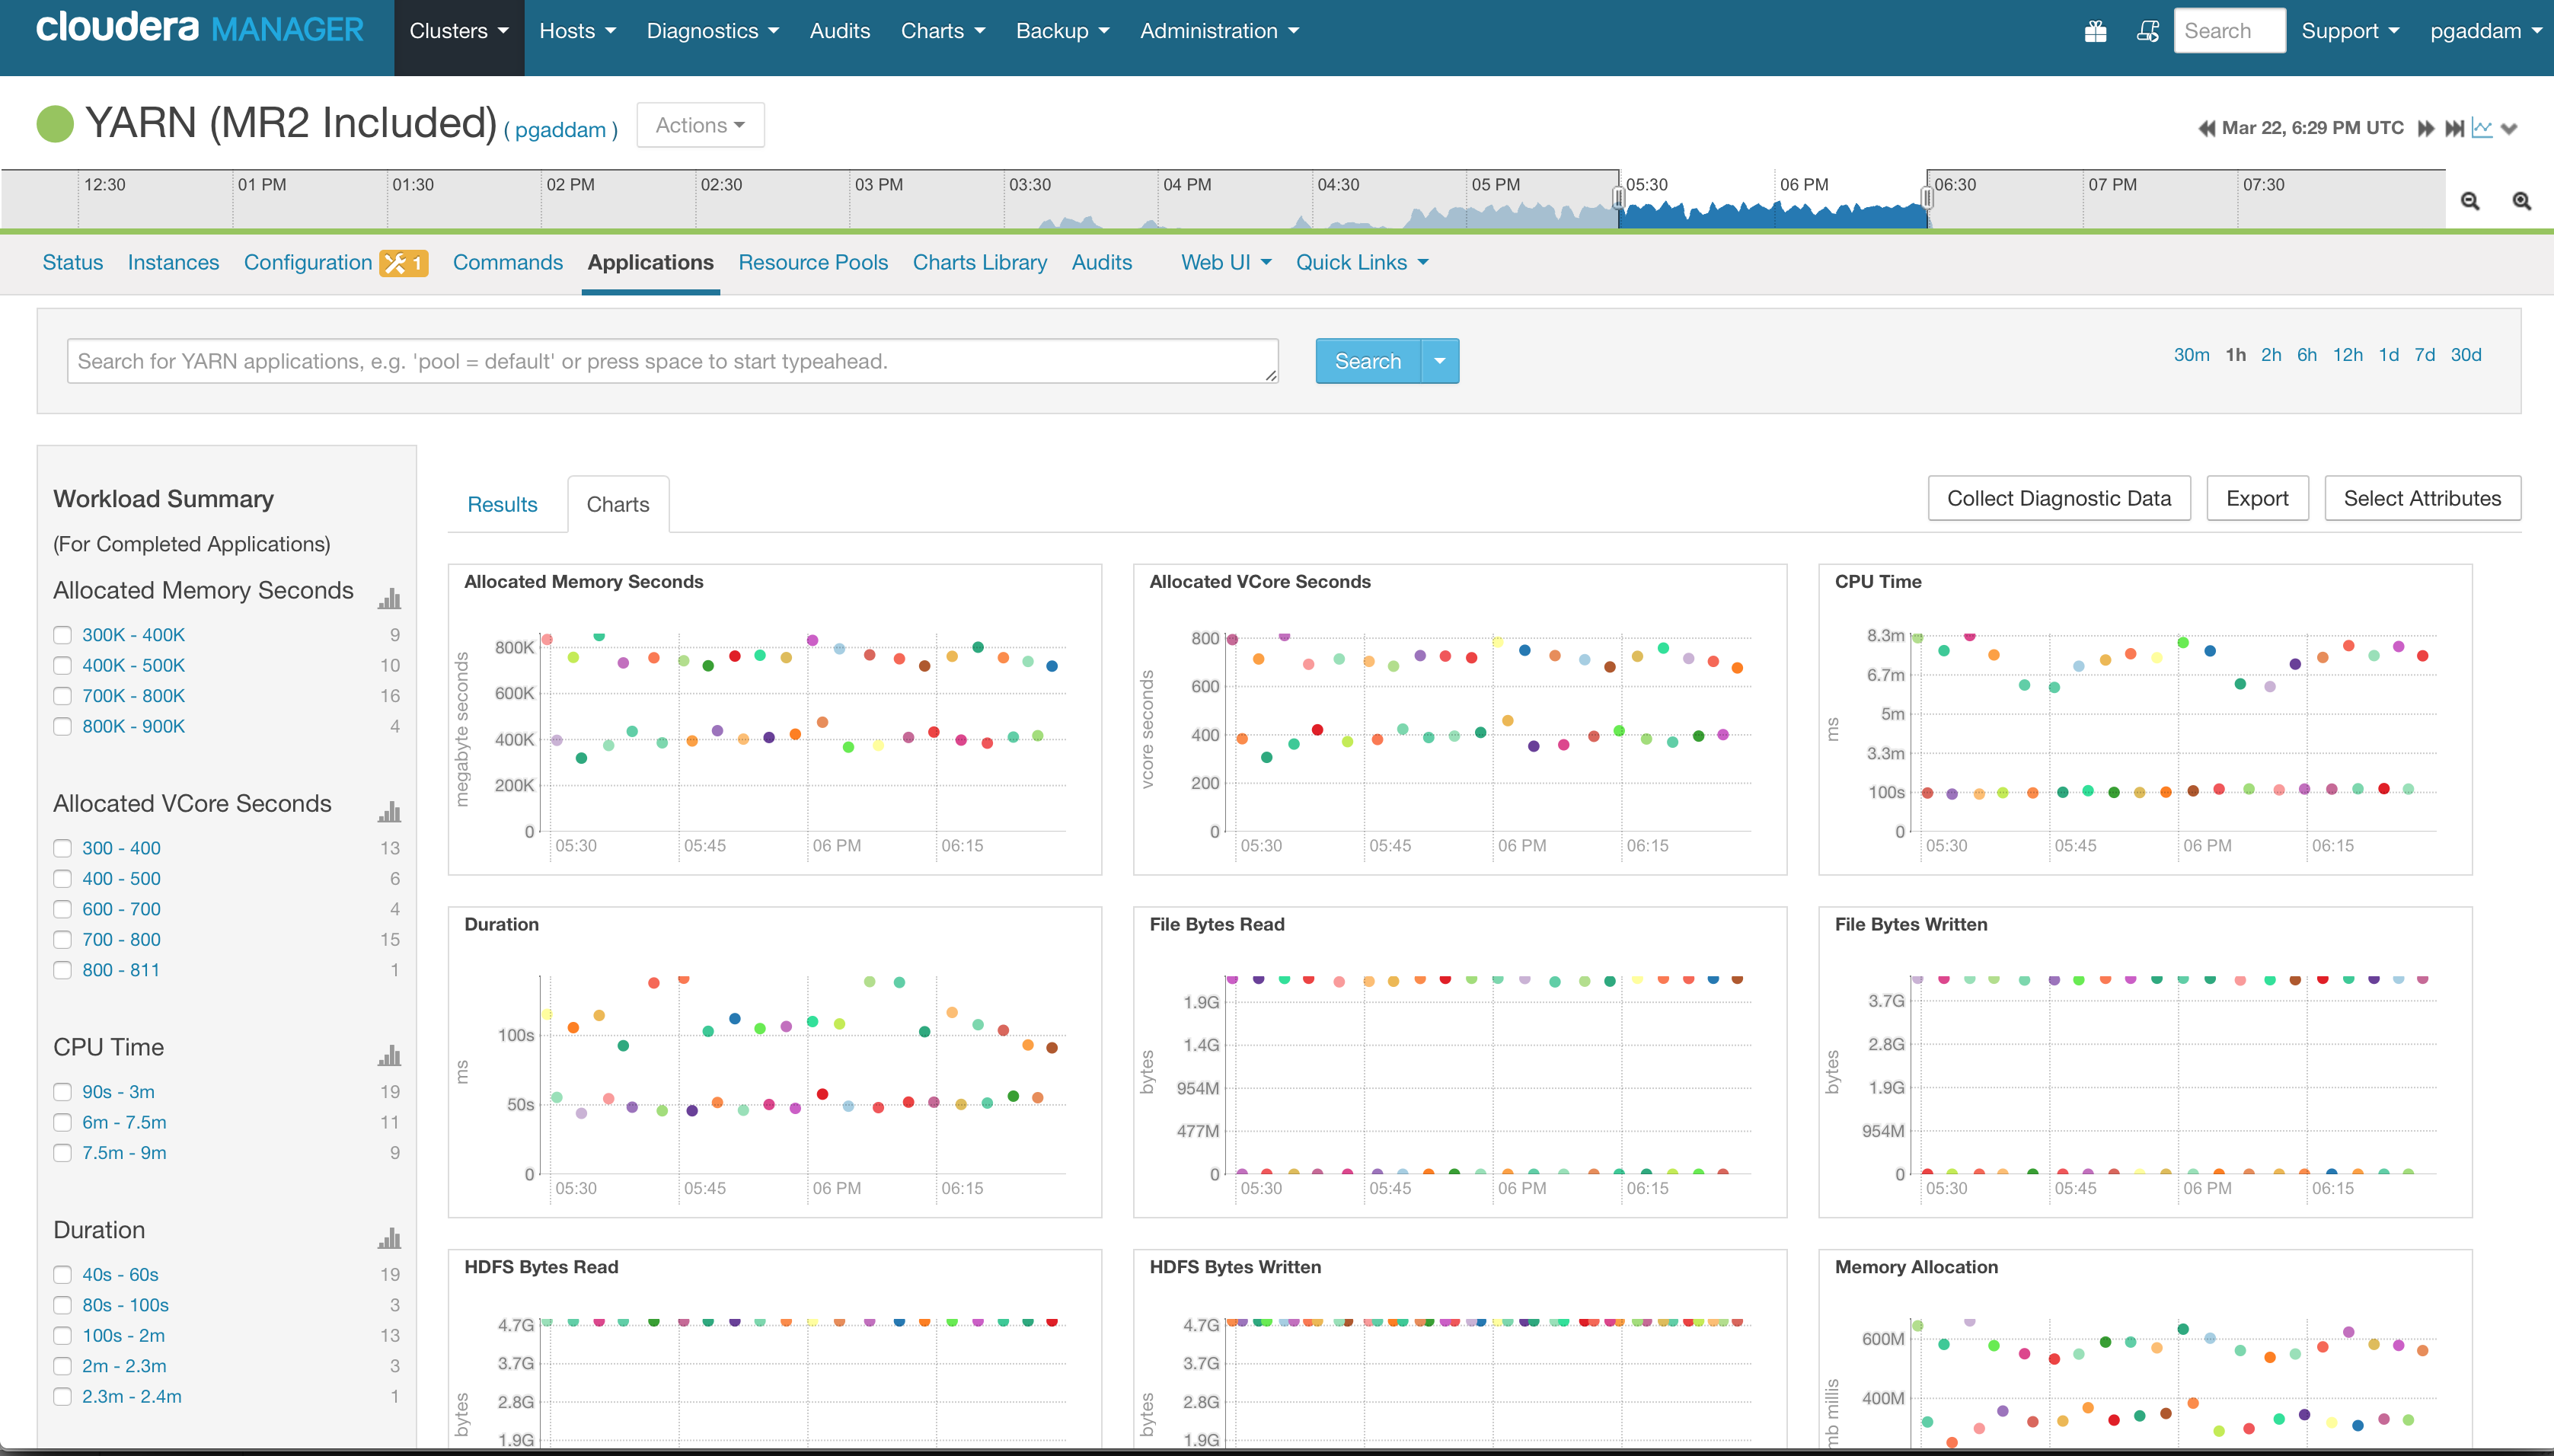 cloudera MANAGER Clusters Hosts Diagnostics Audits Charts Backup Administration Search Support pgaddam
YARN (MR2 Included) ( pgaddam ) Actions Mar 22, 6:29 PM UTC
12:30 01 PM 01:30 02 PM 02:30 03 PM 03:30 04 PM 04:30 05 PM 05:30 06 PM 06:30 07 PM 07:30
Status Instances Configuration 1 Commands Applications Resource Pools Charts Library Audits Web UI Quick Links
Search for YARN applications, e.g. 'pool = default' or press space to start typeahead. Search 30m 1h 2h 6h 12h 1d 7d 30d
Workload Summary
(For Completed Applications)
Allocated Memory Seconds
300K - 400K 9
400K - 500K 10
700K - 800K 16
800K - 900K 4
Allocated VCore Seconds
300 - 400 13
400 - 500 6
600 - 700 4
700 - 800 15
800 - 811 1
CPU Time
90s - 3m 19
6m - 7.5m 11
7.5m - 9m 9
Duration
40s - 60s 19
80s - 100s 3
100s - 2m 13
2m - 2.3m 3
2.3m - 2.4m 1
Results Charts Collect Diagnostic Data Export Select Attributes
Allocated Memory Seconds
megabyte seconds
800K
600K
400K
200K
0
05:30 05:45 06 PM 06:15
Allocated VCore Seconds
vcore seconds
800
600
400
200
0
05:30 05:45 06 PM 06:15
CPU Time
ms
8.3m
6.7m
5m
3.3m
100s
0
05:30 05:45 06 PM 06:15
Duration
ms
100s
50s
0
05:30 05:45 06 PM 06:15
File Bytes Read
bytes
1.9G
1.4G
954M
477M
0
05:30 05:45 06 PM 06:15
File Bytes Written
bytes
3.7G
2.8G
1.9G
954M
0
05:30 05:45 06 PM 06:15
HDFS Bytes Read
bytes
4.7G
3.7G
2.8G
1.9G
HDFS Bytes Written
bytes
4.7G
3.7G
2.8G
1.9G
Memory Allocation
mb millis
600M
400M